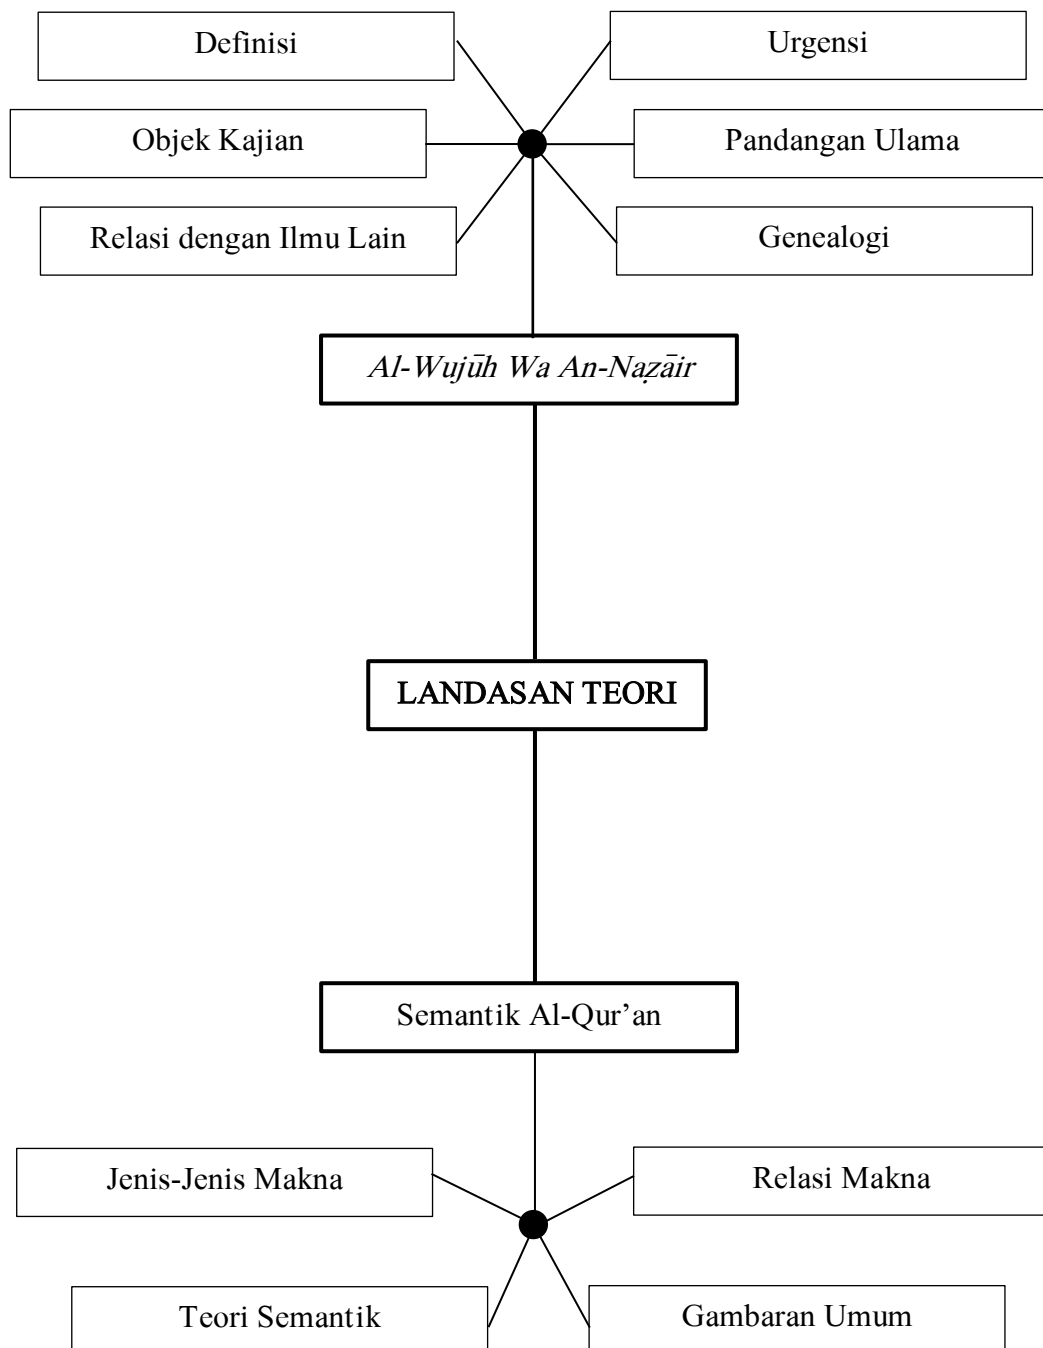 Definisi
Urgensi
Objek Kajian
Pandangan Ulama
Relasi dengan Ilmu Lain
Genealogi
Al-Wujūh Wa An-Naẓāir
LANDASAN TEORI
Semantik Al-Qur’an
Jenis-Jenis Makna
Relasi Makna
Teori Semantik
Gambaran Umum